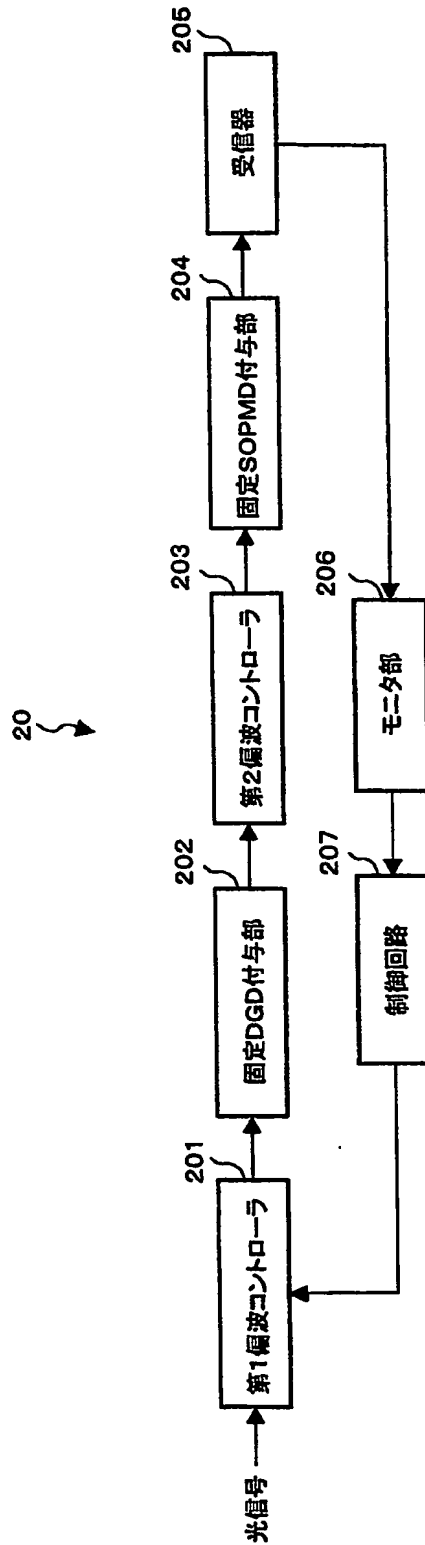 20
光信号
201
第1偏波コントローラ
202
固定DGD付与部
203
第2偏波コントローラ
204
固定SOPMD付与部
205
受信器
206
モニタ部
207
制御回路